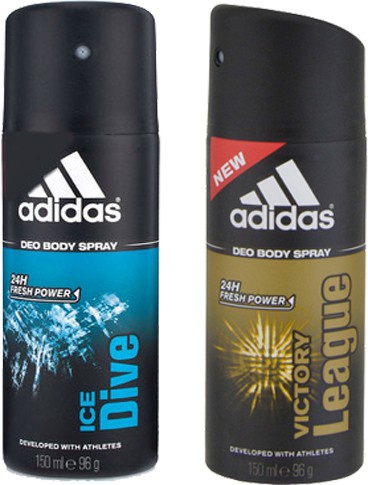 adidas
DEO BODY SPRAY
24H
FRESH POWER
ICE
Dive
DEVELOPED WITH ATHLETES
150 ml e 96 g
NEW
adidas
DEO BODY SPRAY
24H
FRESH POWER
VICTORY
League
DEVELOPED WITH ATHLETES
150 ml e 96 g